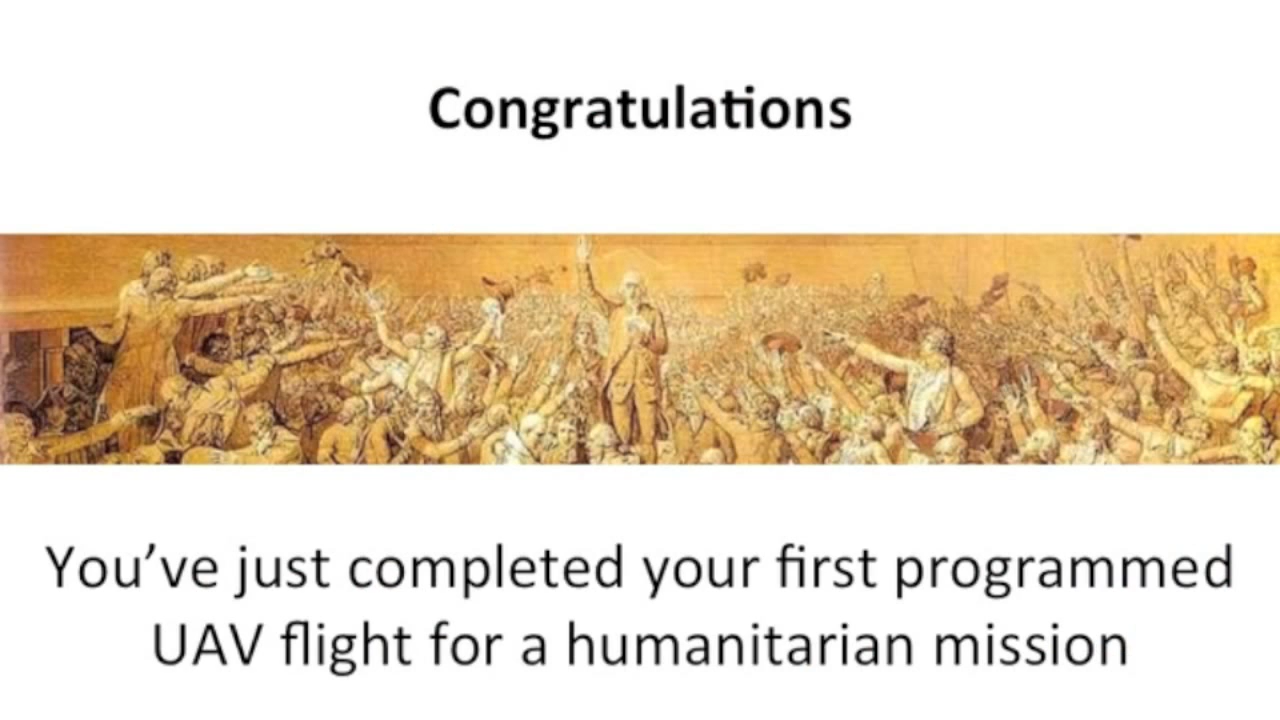 Congratulations
You’ve just completed your first programmed
UAV flight for a humanitarian mission